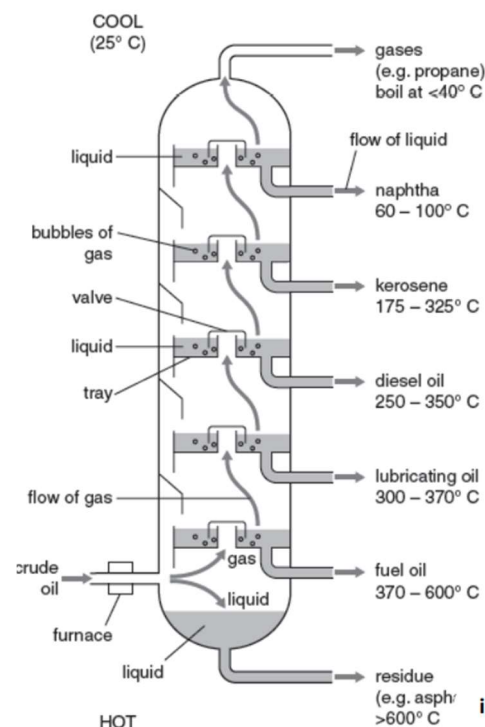 COOL
(25° C)
gases
(e.g. propane)
boil at <40° C
flow of liquid
liquid
naphtha
60 – 100° C
bubbles of
gas
kerosene
175 – 325° C
valve
liquid
diesel oil
250 – 350° C
tray
lubricating oil
300 – 370° C
flow of gas
gas
crude
oil
fuel oil
370 – 600° C
liquid
furnace
liquid
residue
(e.g.
>600° C
i
HOT